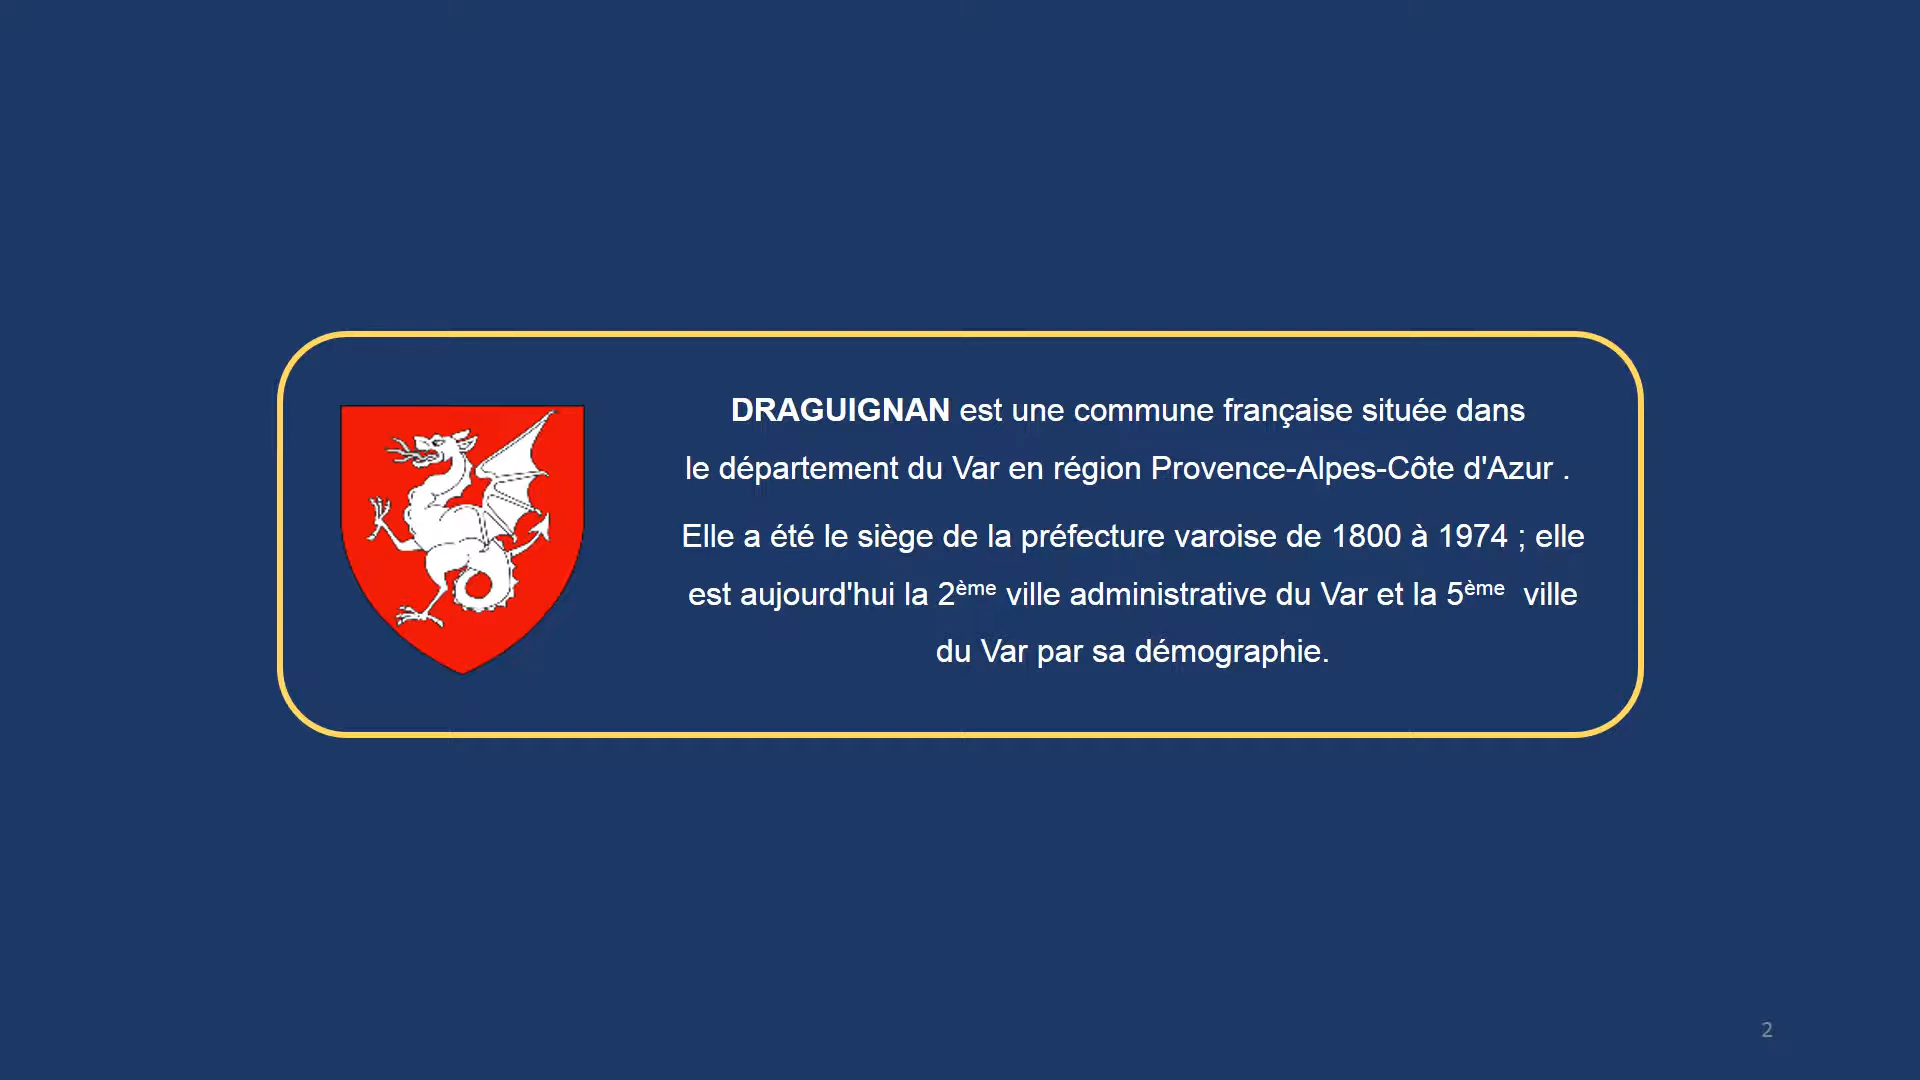 DRAGUIGNAN est une commune française située dans
le département du Var en région Provence-Alpes-Côte d'Azur .
Elle a été le siège de la préfecture varoise de 1800 à 1974 ; elle
est aujourd'hui la 2ème ville administrative du Var et la 5ème  ville
du Var par sa démographie.
2